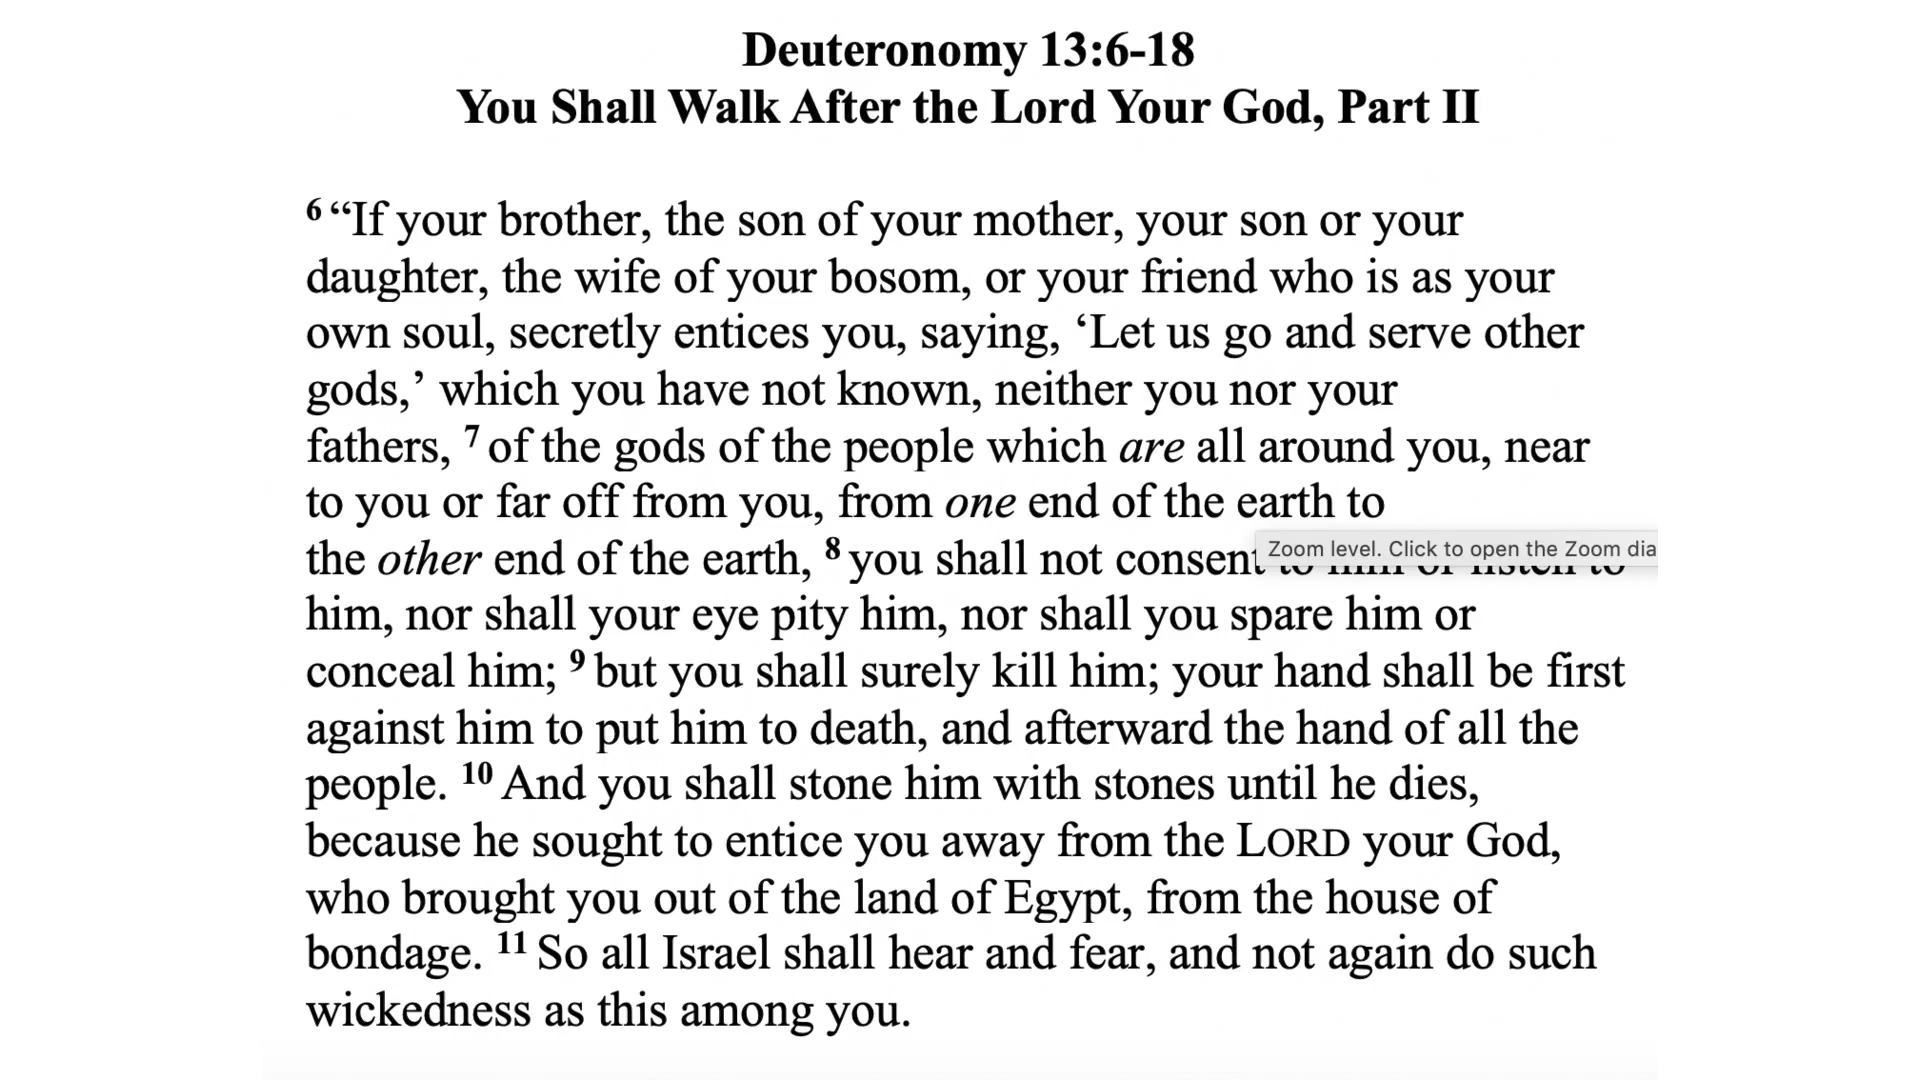 Deuteronomy 13:6-18
You Shall Walk After the Lord Your God, Part II
6 “If your brother, the son of your mother, your son or your
daughter, the wife of your bosom, or your friend who is as your
own soul, secretly entices you, saying, ‘Let us go and serve other
gods,’ which you have not known, neither you nor your
fathers, 7 of the gods of the people which are all around you, near
to you or far off from you, from one end of the earth to
the other end of the earth, 8 you shall not consent
Zoom level. Click to open the Zoom dia
him, nor shall your eye pity him, nor shall you spare him or
conceal him; 9 but you shall surely kill him; your hand shall be first
against him to put him to death, and afterward the hand of all the
people. 10 And you shall stone him with stones until he dies,
because he sought to entice you away from the LORD your God,
who brought you out of the land of Egypt, from the house of
bondage. 11 So all Israel shall hear and fear, and not again do such
wickedness as this among you.